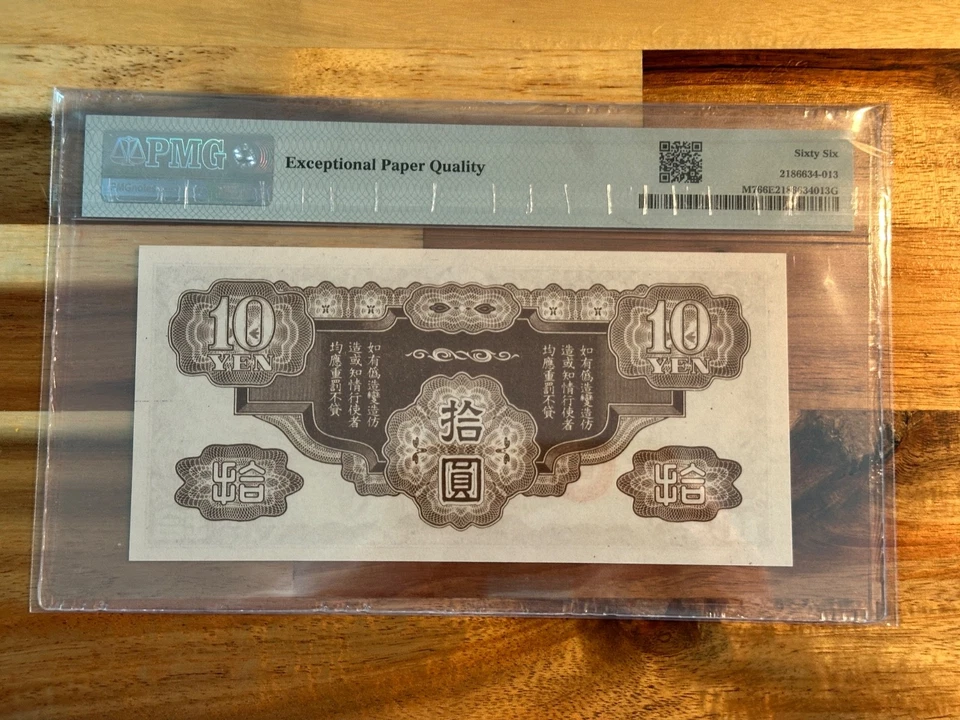 PMG
Exceptional Paper Quality
Sixty Six
2186634-013
M766E2186634013G
10
YEN
10
YEN
如有偽造變造仿
造或知情行使者
均應重罰不貸
如有偽造變造仿
造或知情行使者
均應重罰不貸
拾
圓
拾
拾